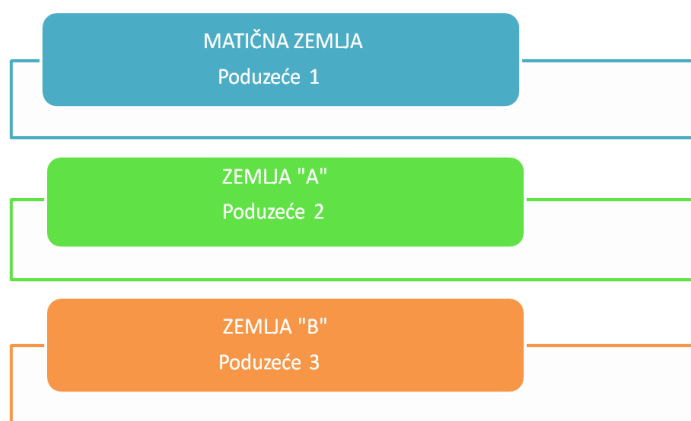 MATIČNA ZEMLJA
Poduzeće 1
ZEMLJA "A"
Poduzeće 2
ZEMLJA "B"
Poduzeće 3